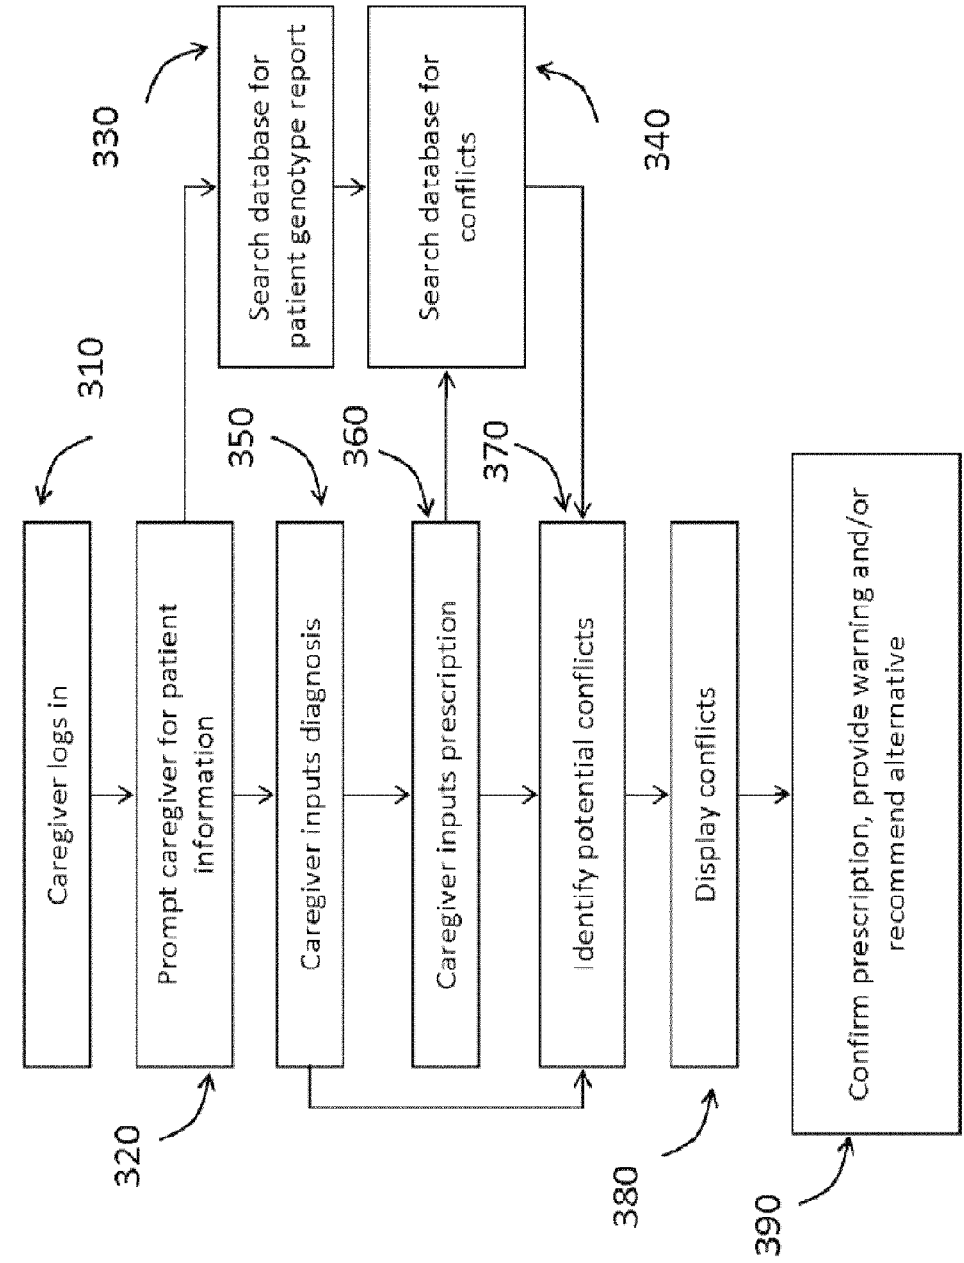 310
Caregiver logs in
320
Prompt caregiver for patient
information
330
Search database for
patient genotype report
350
Caregiver inputs diagnosis
340
Search database for
conflicts
360
Caregiver inputs prescription
370
Identify potential conflicts
380
Display conflicts
390
Confirm prescription, provide warning and/or
recommend alternative